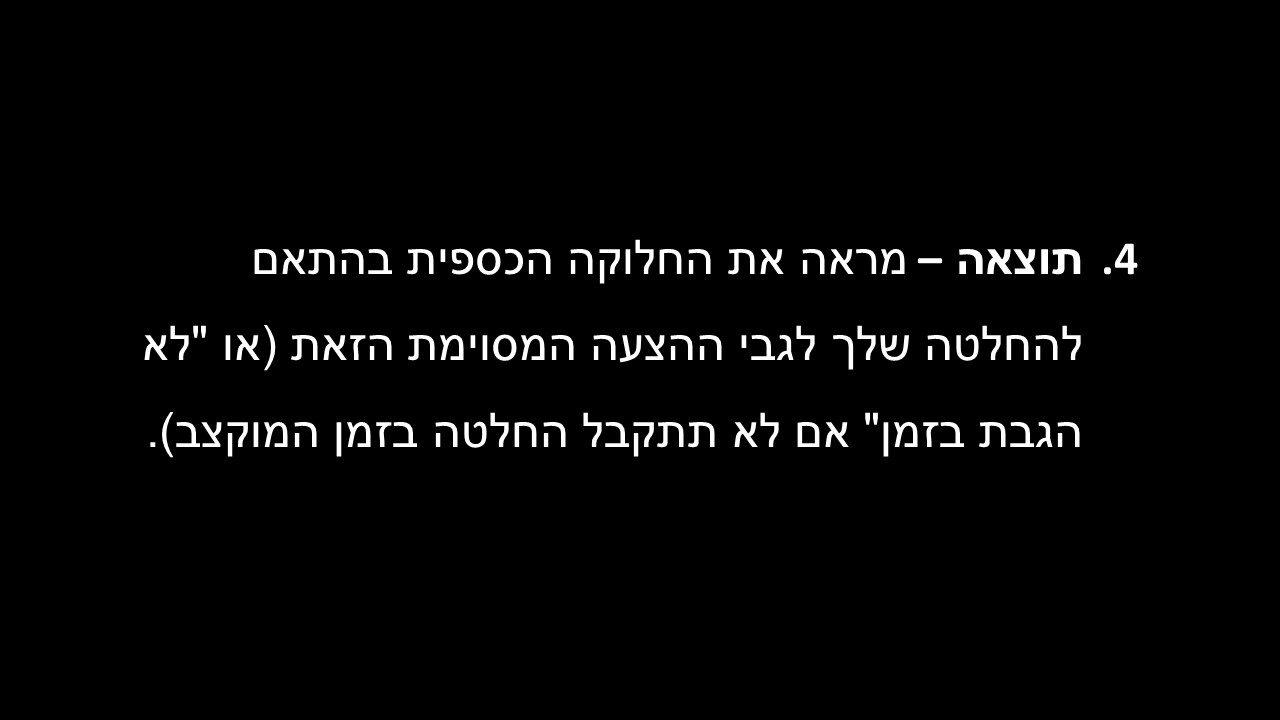 4. תוצאה – מראה את החלוקה הכספית בהתאם
להחלטה שלך לגבי ההצעה המסוימת הזאת (או "לא
הגבת בזמן" אם לא תתקבל החלטה בזמן המוקצב).